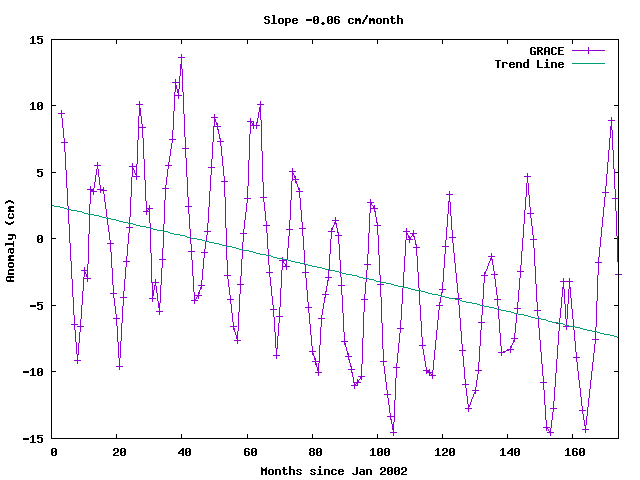 Slope -0.06 cm/month
15
GRACE
Trend Line
10
5
0
-5
-10
-15
Anomaly (cm)
0 20 40 60 80 100 120 140 160
Months since Jan 2002